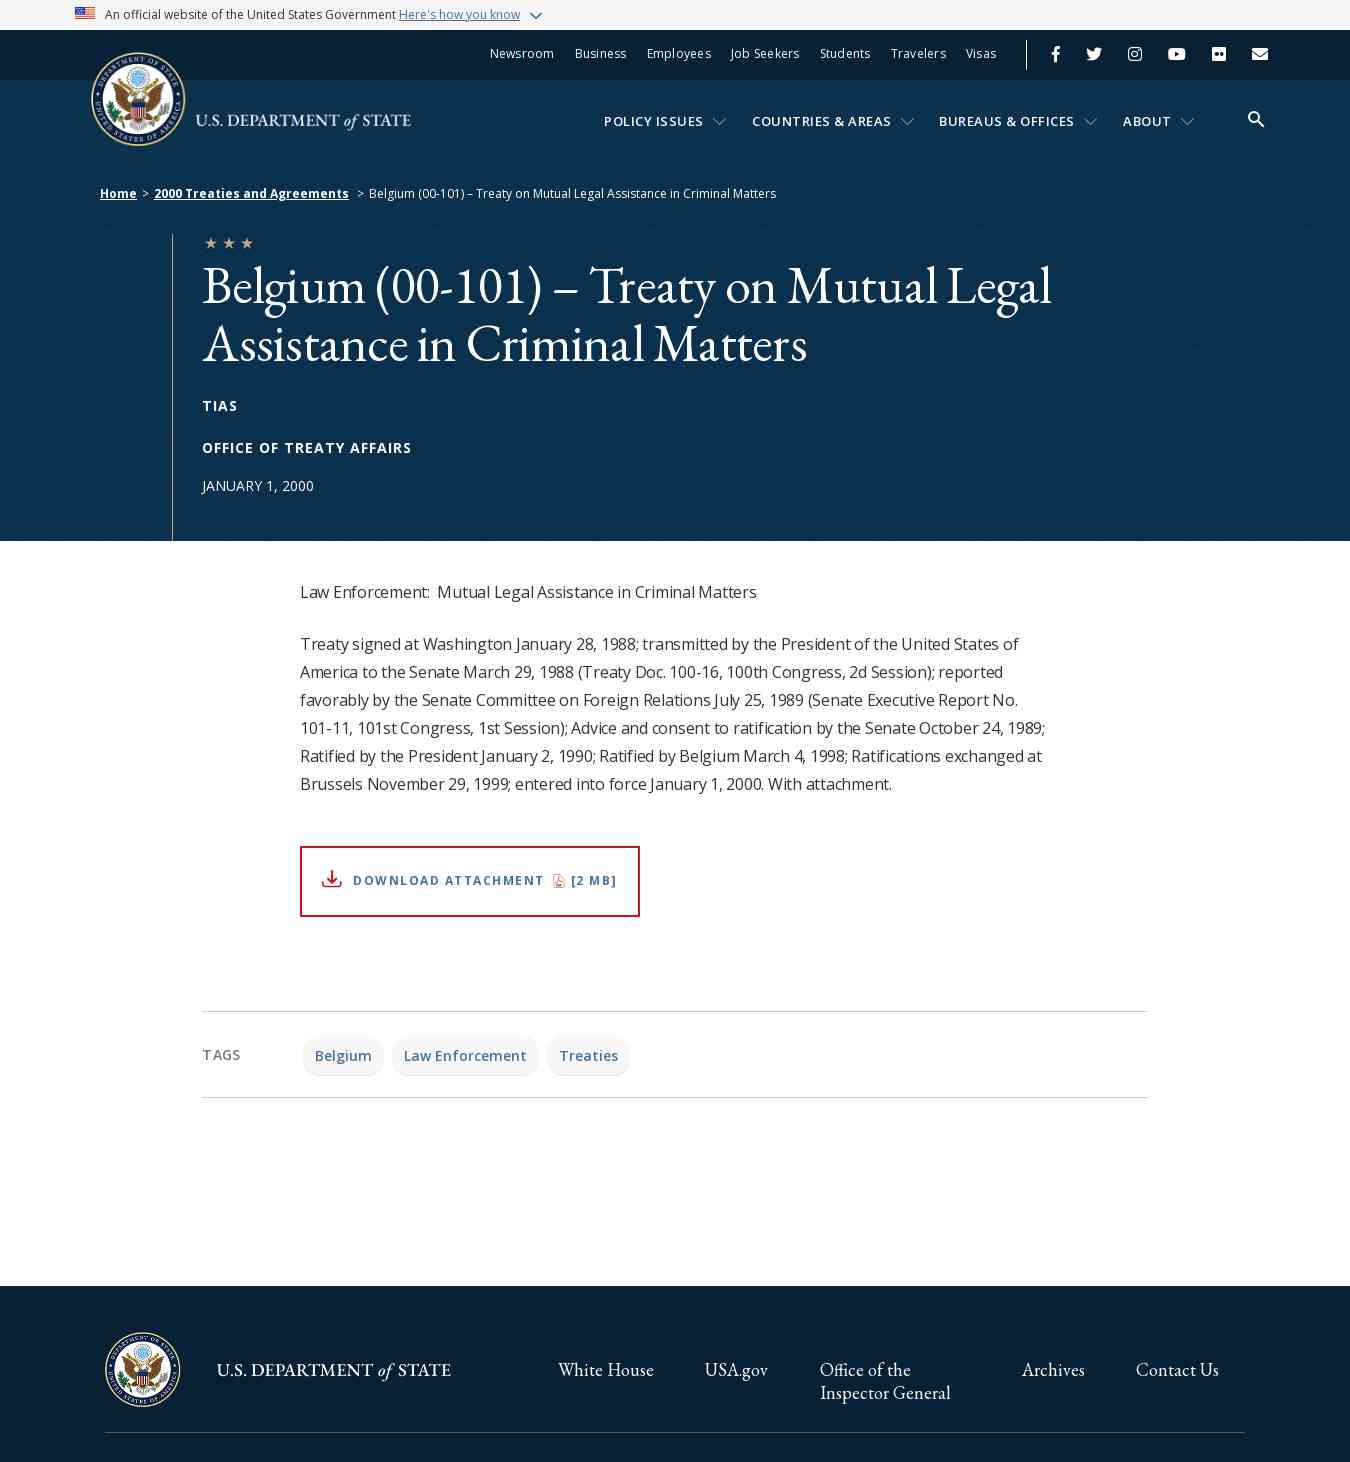 An official website of the United States Government Here's how you know
Newsroom Business Employees Job Seekers Students Travelers Visas
U.S. DEPARTMENT of STATE
POLICY ISSUES COUNTRIES & AREAS BUREAUS & OFFICES ABOUT
Home > 2000 Treaties and Agreements > Belgium (00-101) – Treaty on Mutual Legal Assistance in Criminal Matters
Belgium (00-101) – Treaty on Mutual Legal
Assistance in Criminal Matters
TIAS
OFFICE OF TREATY AFFAIRS
JANUARY 1, 2000
Law Enforcement:  Mutual Legal Assistance in Criminal Matters
Treaty signed at Washington January 28, 1988; transmitted by the President of the United States of
America to the Senate March 29, 1988 (Treaty Doc. 100-16, 100th Congress, 2d Session); reported
favorably by the Senate Committee on Foreign Relations July 25, 1989 (Senate Executive Report No.
101-11, 101st Congress, 1st Session); Advice and consent to ratification by the Senate October 24, 1989;
Ratified by the President January 2, 1990; Ratified by Belgium March 4, 1998; Ratifications exchanged at
Brussels November 29, 1999; entered into force January 1, 2000. With attachment.
DOWNLOAD ATTACHMENT [2 MB]
TAGS Belgium Law Enforcement Treaties
DEPARTMENT OF STATE
UNITED STATES OF AMERICA
U.S. DEPARTMENT of STATE
White House USA.gov Office of the Archives Contact Us
Inspector General